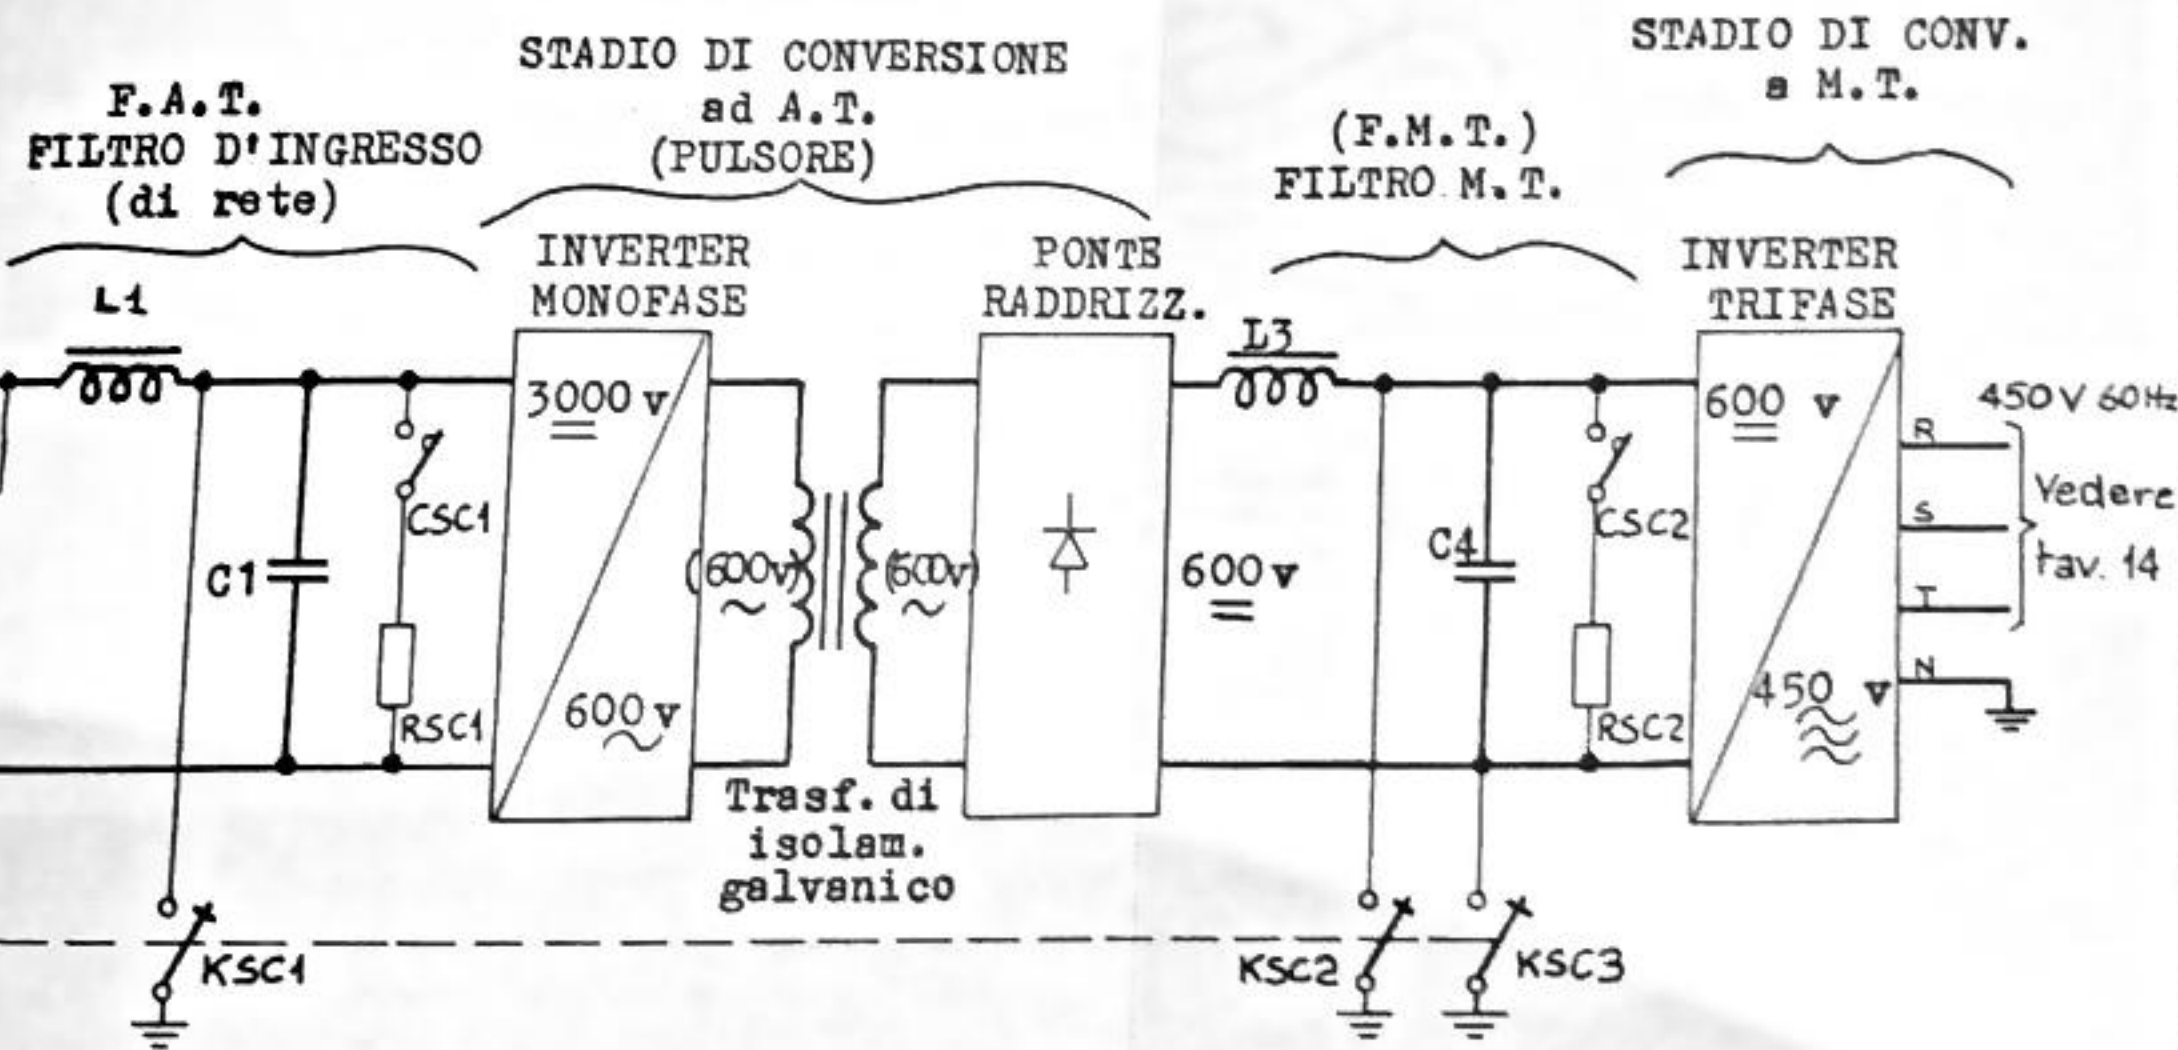 STADIO DI CONVERSIONE
ad A.T.
(PULSORE)
STADIO DI CONV.
a M.T.
F.A.T.
FILTRO D'INGRESSO
(di rete)
(F.M.T.)
FILTRO M.T.
INVERTER
MONOFASE
PONTE
RADDRIZZ.
INVERTER
TRIFASE
L1
L3
3000 v
600 v
450 V 60Hz
R
S
T
N
Vedere
tav. 14
CSC1
C1
RSC1
(600v)
(600v)
600 v
C4
CSC2
RSC2
600 v
450 v
Trasf. di
isolam.
galvanico
KSC1
KSC2
KSC3